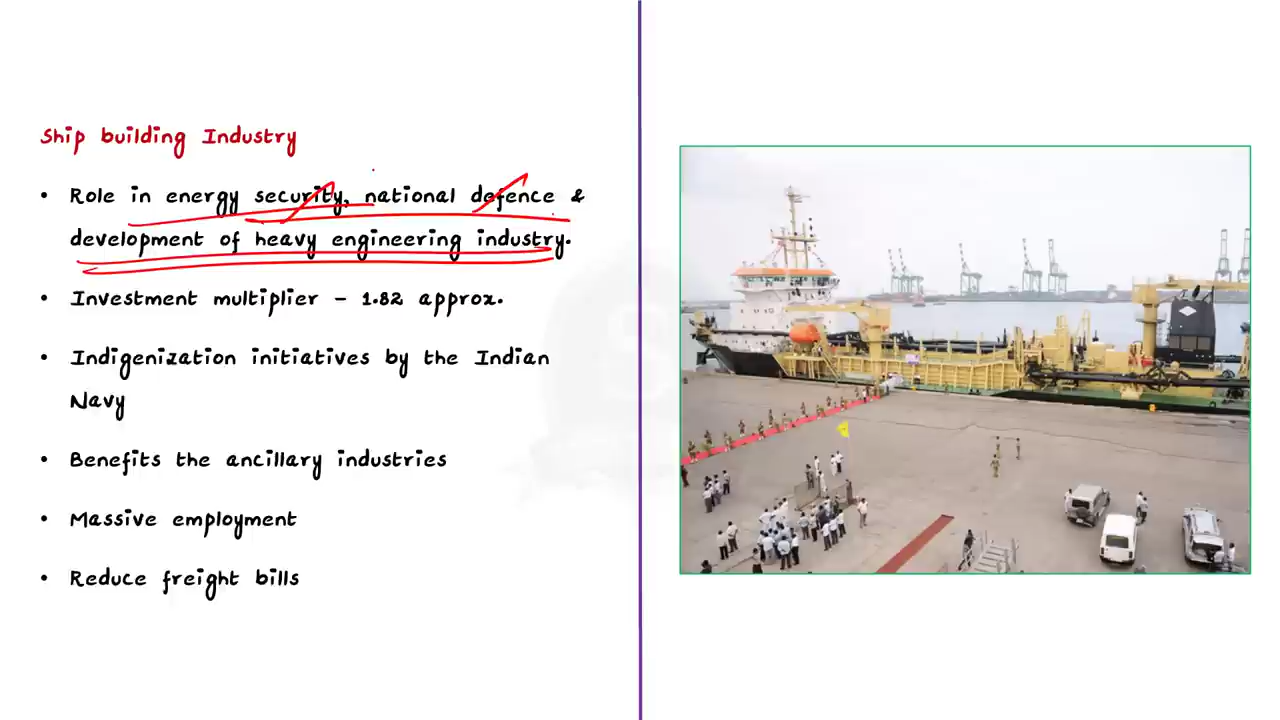 Ship building Industry
• Role in energy security, national defence &
development of heavy engineering industry.
• Investment multiplier – 1.82 approx.
• Indigenization initiatives by the Indian
Navy
• Benefits the ancillary industries
• Massive employment
• Reduce freight bills